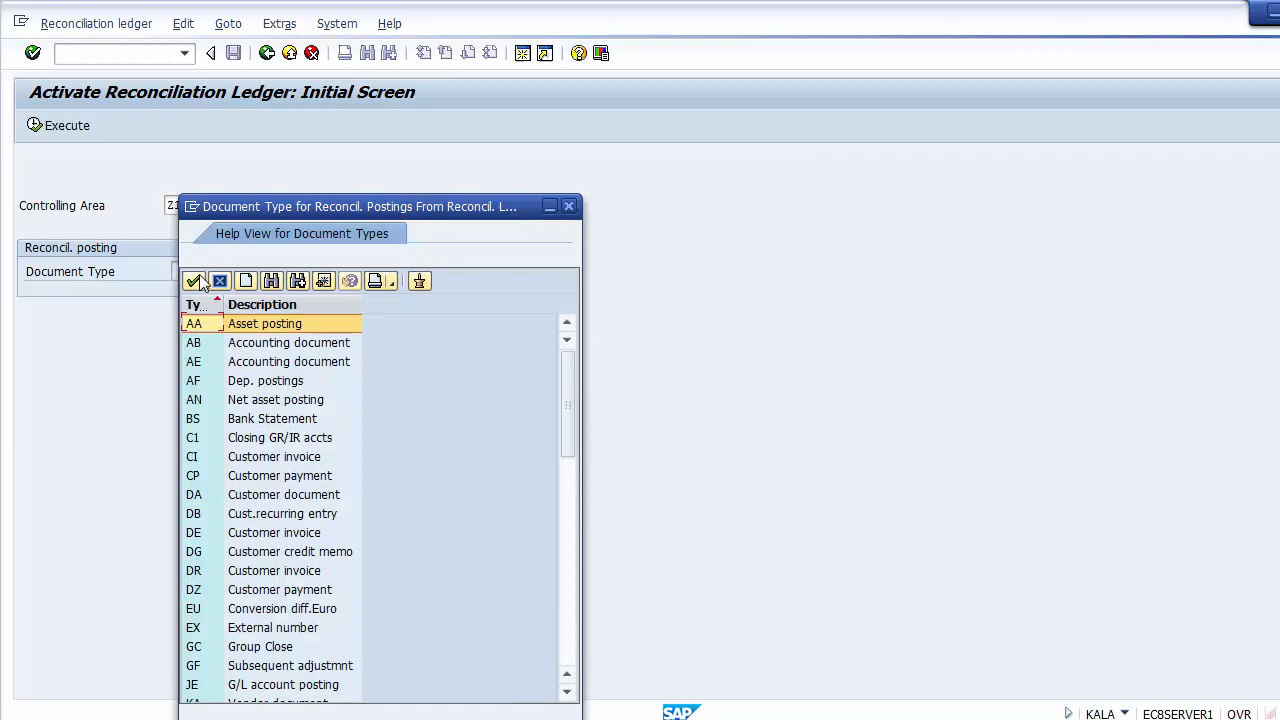 Reconciliation ledger Edit Goto Extras System Help
Activate Reconciliation Ledger: Initial Screen
Execute
Controlling Area Z1
Reconcil. posting
Document Type
Document Type for Reconcil. Postings From Reconcil. L...
Help View for Document Types
Ty... Description
AA Asset posting
AB Accounting document
AE Accounting document
AF Dep. postings
AN Net asset posting
BS Bank Statement
C1 Closing GR/IR accts
CI Customer invoice
CP Customer payment
DA Customer document
DB Cust.recurring entry
DE Customer invoice
DG Customer credit memo
DR Customer invoice
DZ Customer payment
EU Conversion diff.Euro
EX External number
GC Group Close
GF Subsequent adjustmnt
JE G/L account posting
KA Vendor document
SAP KALA EC8SERVER1 OVR